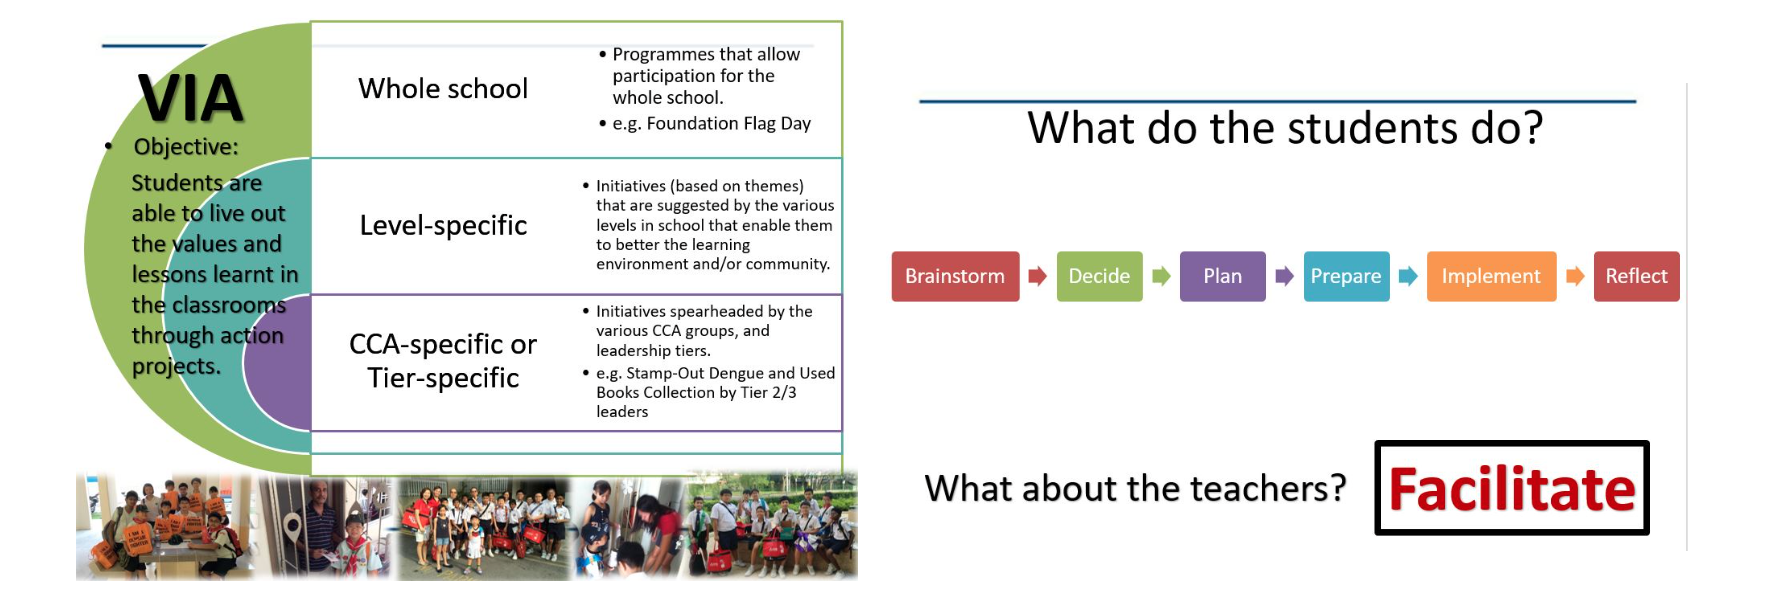 VIA
• Objective:
Students are
able to live out
the values and
lessons learnt in
the classrooms
through action
projects.
Whole school
• Programmes that allow
participation for the
whole school.
• e.g. Foundation Flag Day
Level-specific
• Initiatives (based on themes)
that are suggested by the various
levels in school that enable them
to better the learning
environment and/or community.
CCA-specific or
Tier-specific
• Initiatives spearheaded by the
various CCA groups, and
leadership tiers.
• e.g. Stamp-Out Dengue and Used
Books Collection by Tier 2/3
leaders
What do the students do?
Brainstorm
Decide
Plan
Prepare
Implement
Reflect
What about the teachers?
Facilitate